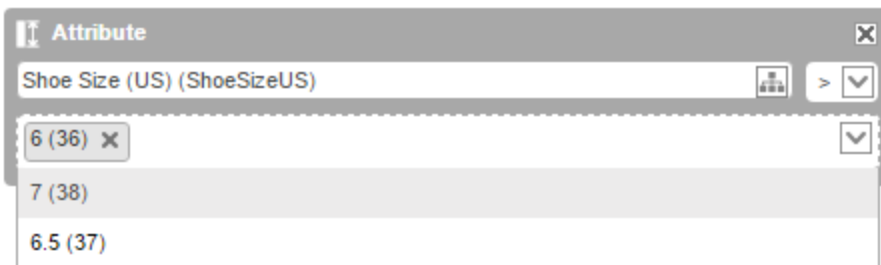 Attribute
Shoe Size (US) (ShoeSizeUS) >
6 (36)
7 (38)
6.5 (37)